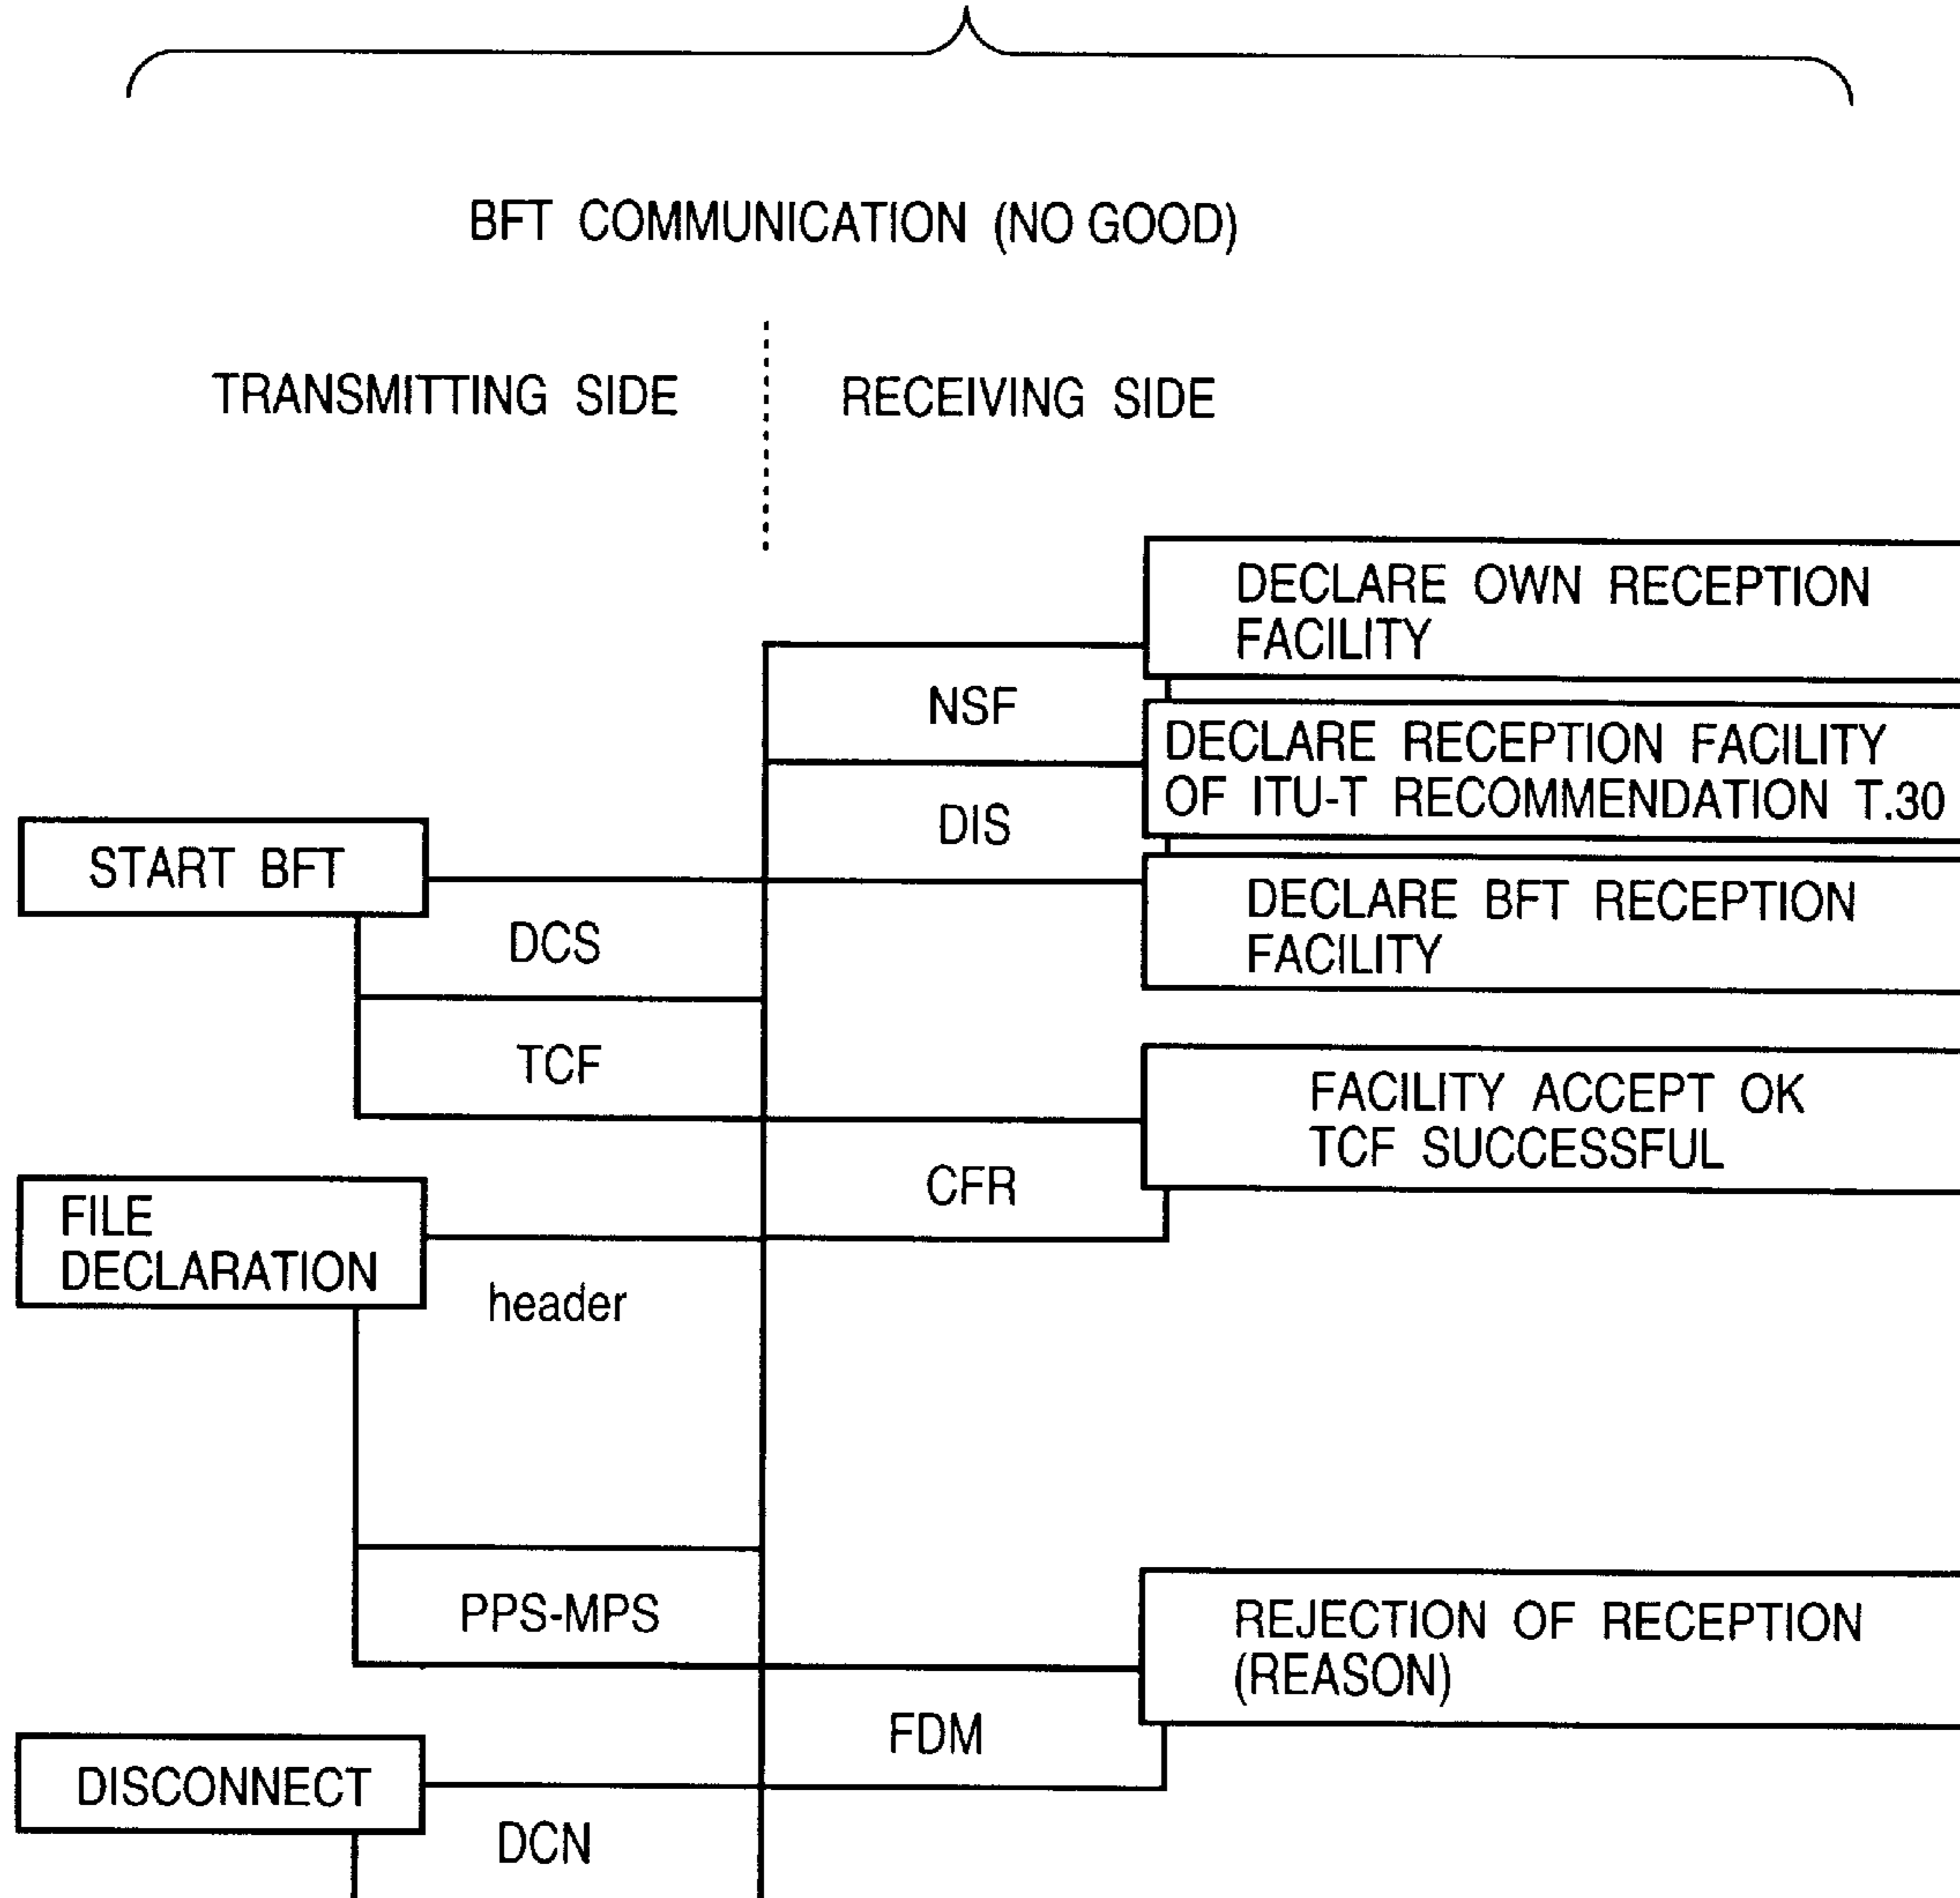 BFT COMMUNICATION (NO GOOD)
TRANSMITTING SIDE
RECEIVING SIDE
DECLARE OWN RECEPTION
FACILITY
NSF
DECLARE RECEPTION FACILITY
OF ITU-T RECOMMENDATION T.30
DIS
START BFT
DECLARE BFT RECEPTION
FACILITY
DCS
TCF
FACILITY ACCEPT OK
TCF SUCCESSFUL
CFR
FILE
DECLARATION
header
PPS-MPS
REJECTION OF RECEPTION
(REASON)
FDM
DISCONNECT
DCN